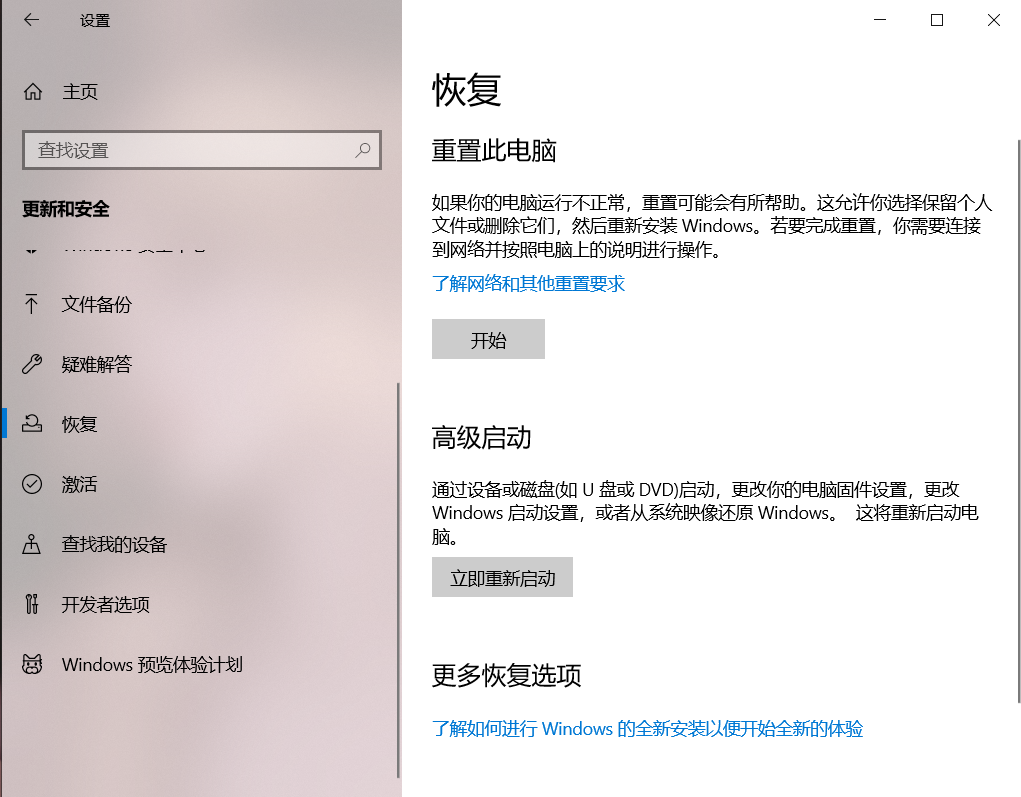 设置
主页
查找设置
更新和安全
文件备份
疑难解答
恢复
激活
查找我的设备
开发者选项
Windows 预览体验计划
恢复
重置此电脑
如果你的电脑运行不正常，重置可能会有所帮助。这允许你选择保留个人
文件或删除它们，然后重新安装 Windows。若要完成重置，你需要连接
到网络并按照电脑上的说明进行操作。
了解网络和其他重置要求
开始
高级启动
通过设备或磁盘(如 U 盘或 DVD)启动，更改你的电脑固件设置，更改
Windows 启动设置，或者从系统映像还原 Windows。 这将重新启动电
脑。
立即重新启动
更多恢复选项
了解如何进行 Windows 的全新安装以便开始全新的体验